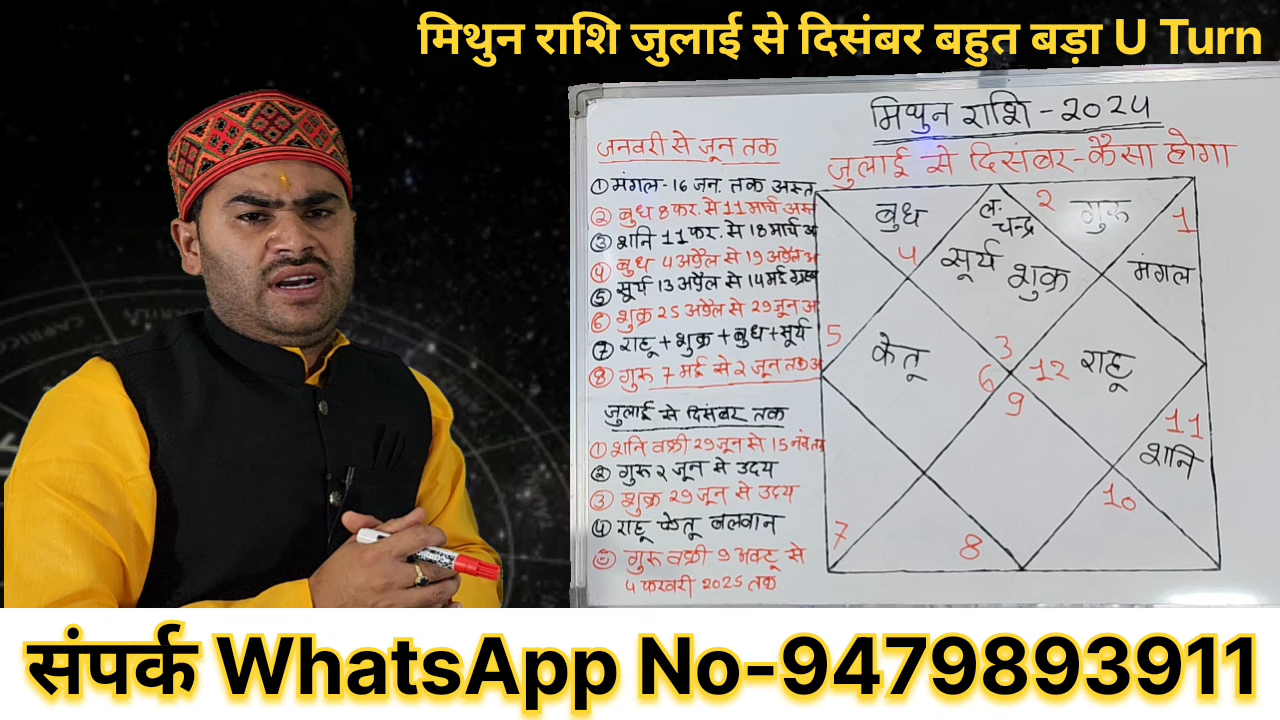 मिथुन राशि जुलाई से दिसंबर बहुत बड़ा U Turn
मिथुन राशि - २०२५
जुलाई से दिसंबर - कैसा होगा
जनवरी से जून तक
① मंगल - 16 जन. तक अस्त
② बुध 8 फर. से 11 मार्च अस्त
③ शनि 11 फर. से 18 मार्च अ
④ बुध 4 अप्रैल से 19 अप्रैल अ
⑤ सूर्य 13 अप्रैल से 14 मई ग्रहण
⑥ शुक्र 25 अप्रैल से 29 जून अ
⑦ राहू + शुक्र + बुध + सूर्य
⑧ गुरू 7 मई से 2 जून तक अ
जुलाई से दिसंबर तक
① शनि वक्री 29 जून से 15 नवं. तक
② गुरू २ जून से उदय
③ शुक्र 29 जून से उदय
④ राहू केतू बलवान
⑤ गुरू वक्री 9 अक्टू से
4 फरवरी 2025 तक
बुध
4
ल.
चन्द्र
सूर्य
शुक्र
3
2
गुरू
1
मंगल
5
केतू
6
12
राहू
9
11
शनि
10
7
8
संपर्क WhatsApp No-9479893911